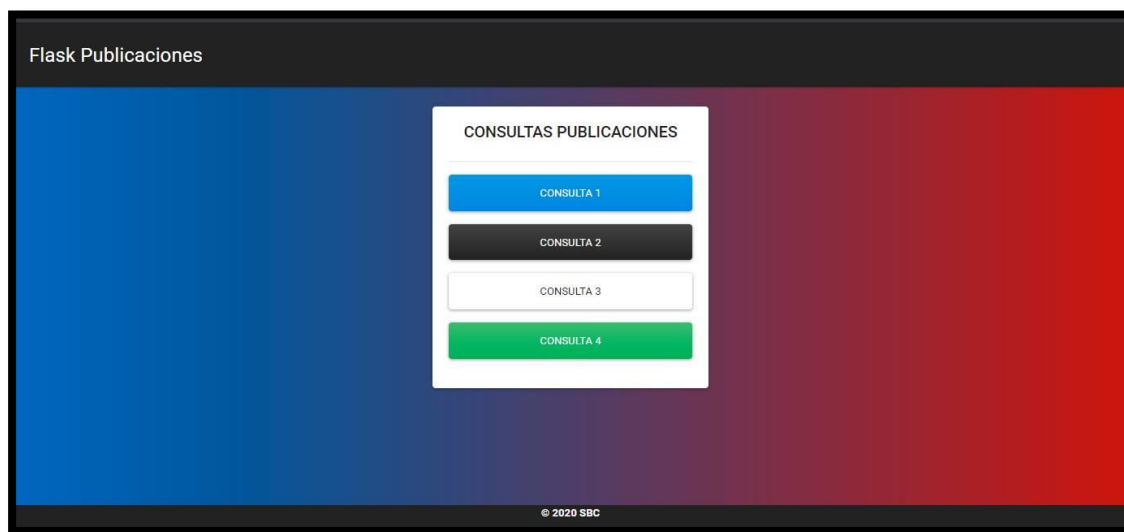 Flask Publicaciones
CONSULTAS PUBLICACIONES
CONSULTA 1
CONSULTA 2
CONSULTA 3
CONSULTA 4
© 2020 SBC